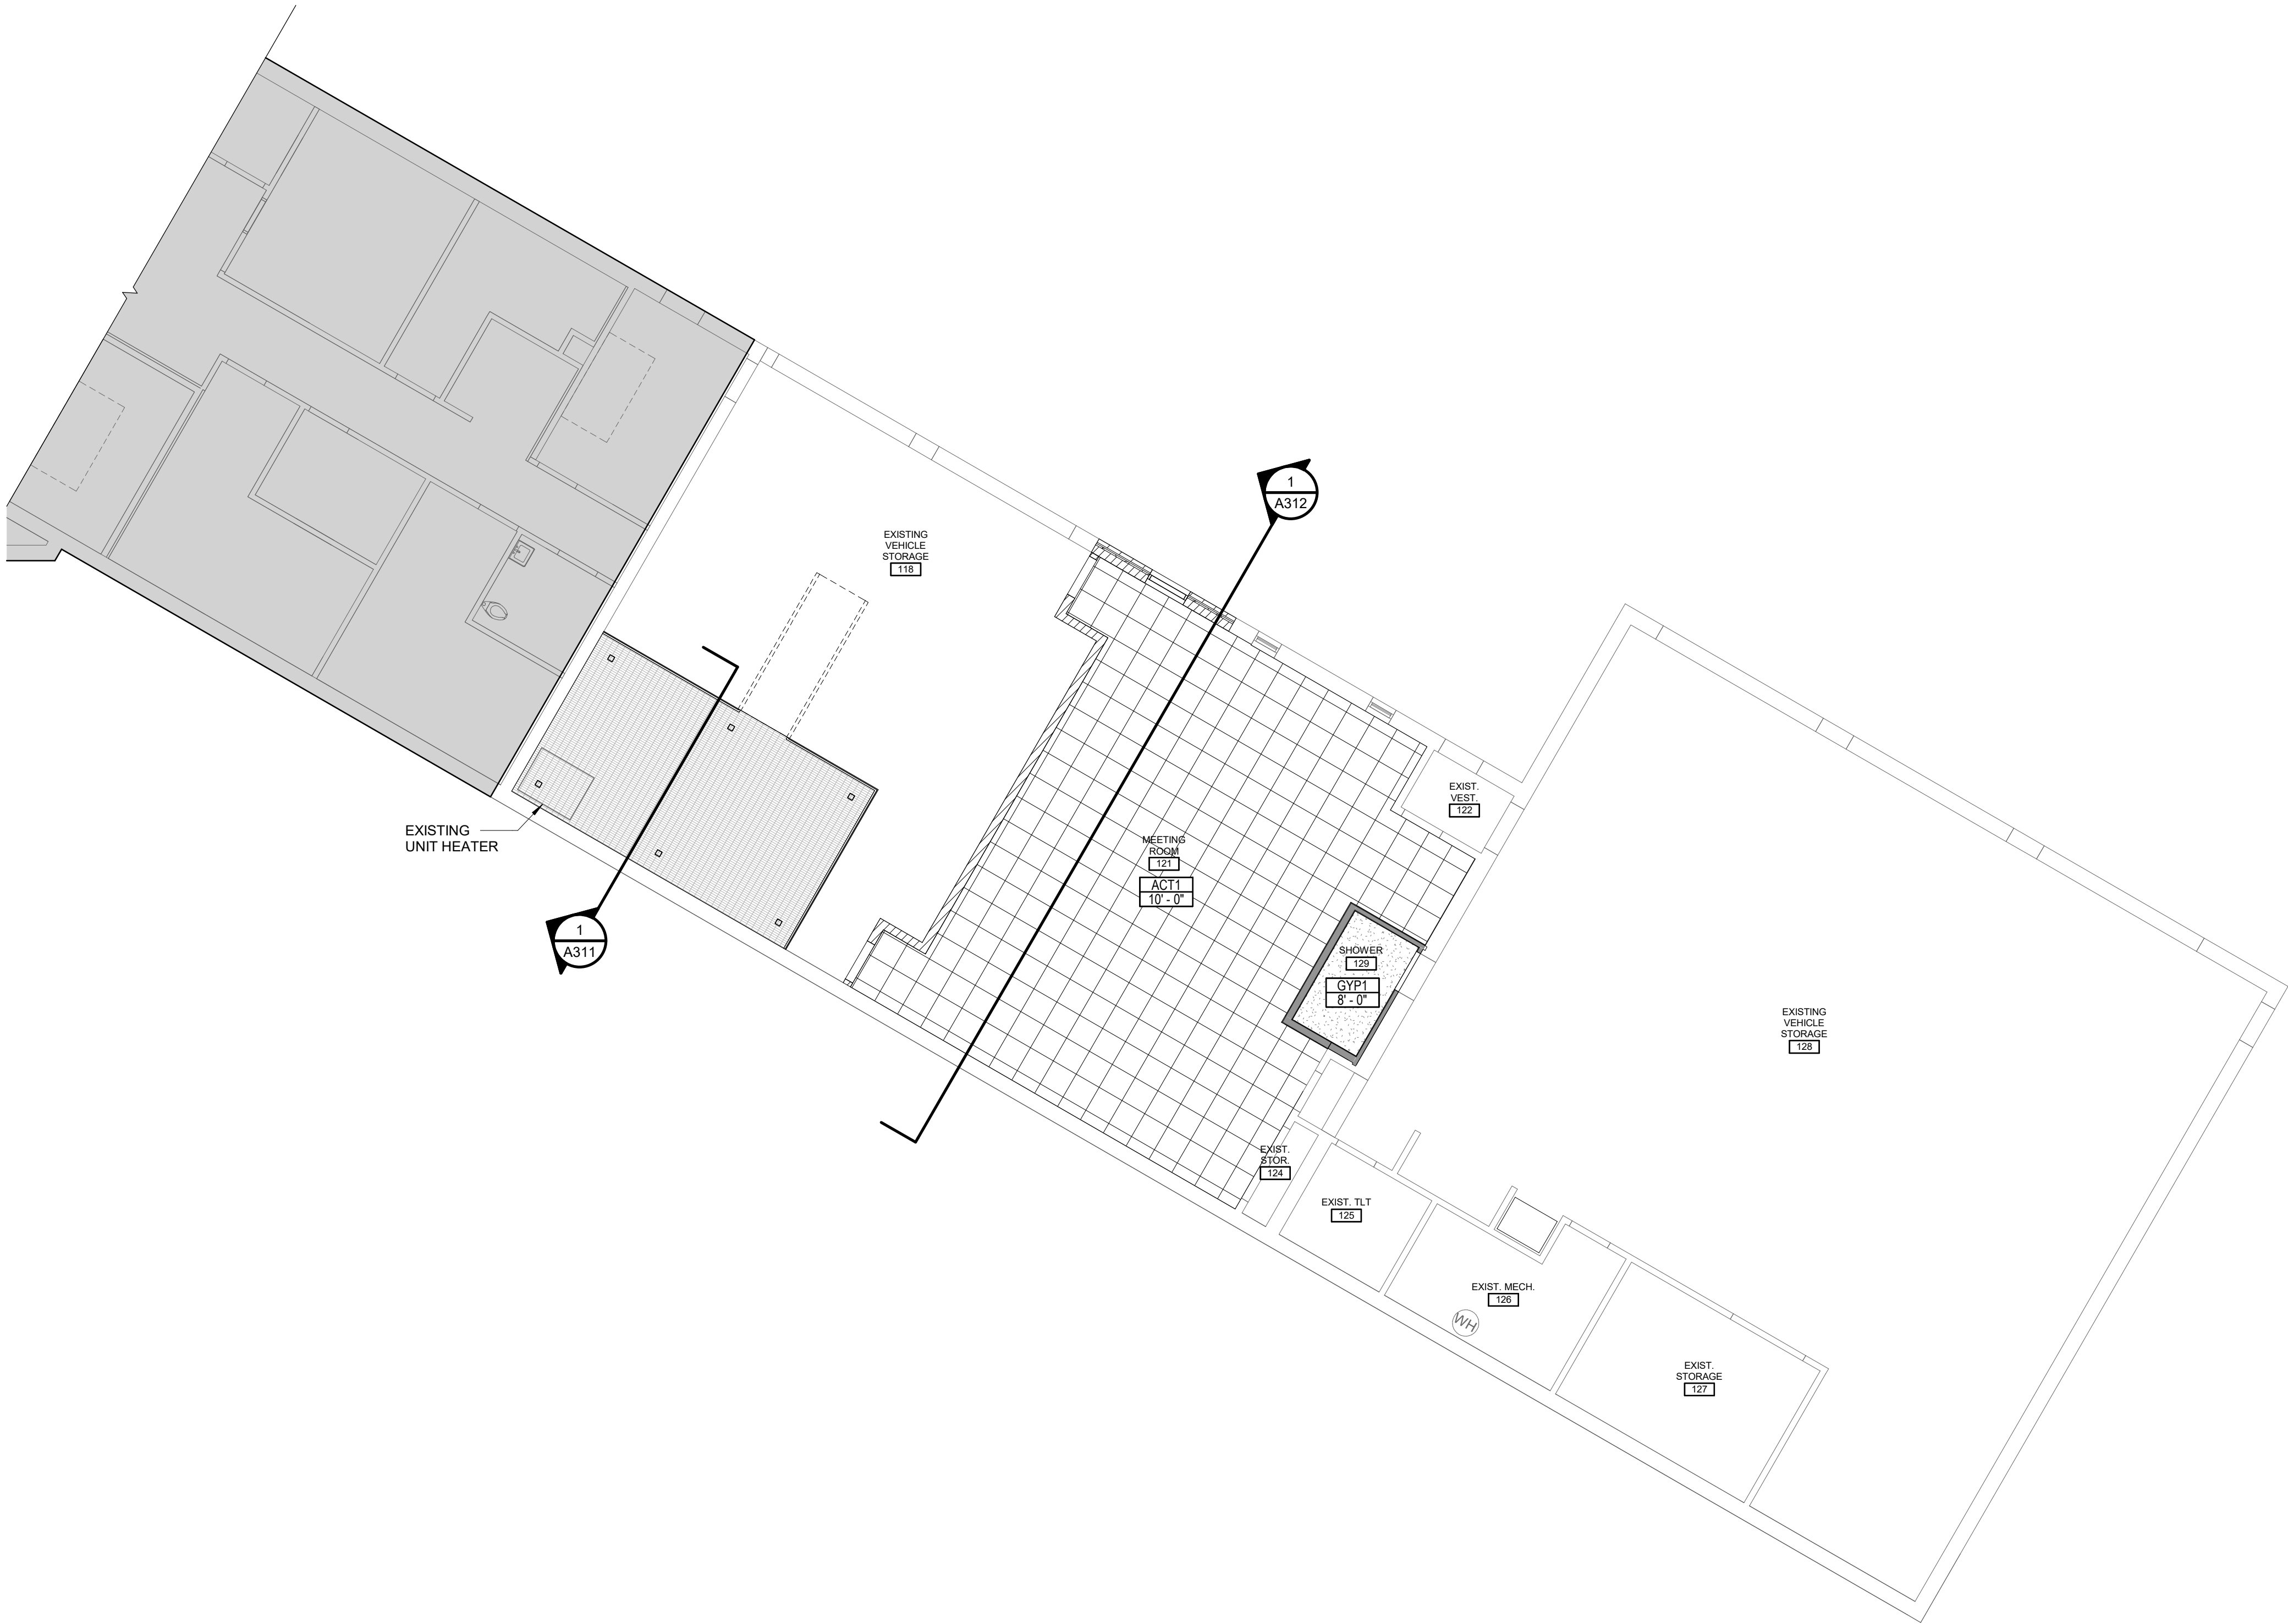 1
A312
EXISTING
VEHICLE
STORAGE
118
EXIST.
VEST.
122
EXISTING
UNIT HEATER
MEETING
ROOM
121
ACT1
10' - 0"
1
A311
SHOWER
129
GYP1
8' - 0"
EXISTING
VEHICLE
STORAGE
128
EXIST.
STOR.
124
EXIST. TLT
125
EXIST. MECH.
126
WH
EXIST.
STORAGE
127